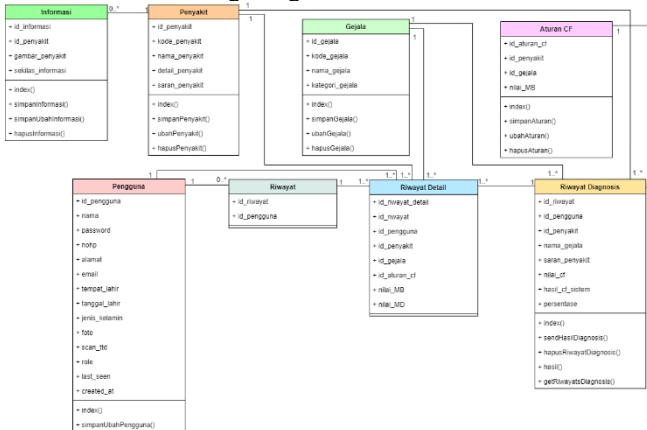 Informasi
+ id_informasi
+ id_penyakit
+ gambar_penyakit
+ sekilas_informasi
+ index()
+ simpanInformasi()
+ simpanUbahInformasi()
+ hapusInformasi()
0..*
1
Penyakit
+ id_penyakit
+ kode_penyakit
+ nama_penyakit
+ detail_penyakit
+ saran_penyakit
+ index()
+ simpanPenyakit()
+ ubahPenyakit()
+ hapusPenyakit()
1
1
Gejala
+ id_gejala
+ kode_gejala
+ nama_gejala
+ kategori_gejala
+ index()
+ simpanGejala()
+ ubahGejala()
+ hapusGejala()
1
1
Aturan CF
+ id_aturan_cf
+ id_penyakit
+ id_gejala
+ nilai_MB
+ index()
+ simpanAturan()
+ ubahAturan()
+ hapusAturan()
1
Pengguna
+ id_pengguna
+ nama
+ password
+ nohp
+ alamat
+ email
+ tempat_lahir
+ tanggal_lahir
+ jenis_kelamin
+ foto
+ scan_ttd
+ role
+ last_seen
+ created_at
+ index()
+ simpanUbahPengguna()
1
1
0..*
Riwayat
+ id_riwayat
+ id_pengguna
1
1..*
1..*
1..*
1..*
Riwayat Detail
+ id_riwayat_detail
+ id_riwayat
+ id_pengguna
+ id_penyakit
+ id_gejala
+ id_aturan_cf
+ nilai_MB
+ nilai_MD
1..*
1
1..*
1..*
Riwayat Diagnosis
+ id_riwayat
+ id_pengguna
+ id_penyakit
+ nama_gejala
+ saran_penyakit
+ nilai_cf
+ hasil_cf_sistem
+ persentase
+ index()
+ sendHasilDiagnosis()
+ hapusRiwayatDiagnosis()
+ hasil()
+ getRiwayatsDiagnosis()